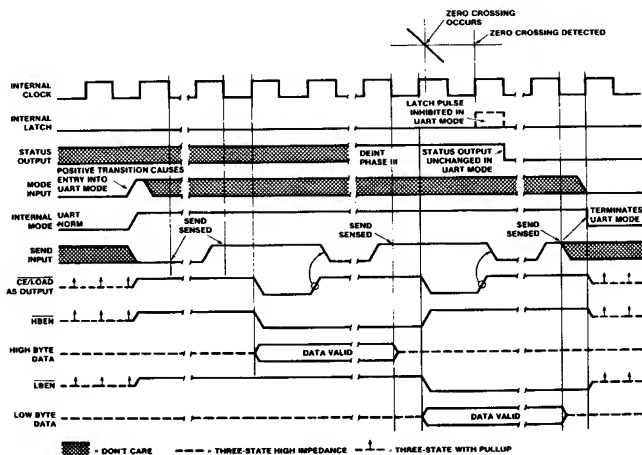 ZERO CROSSING
OCCURS
ZERO CROSSING DETECTED
INTERNAL
CLOCK
LATCH PULSE
INHIBITED IN
UART MODE
INTERNAL
LATCH
STATUS
OUTPUT
DEINT
PHASE III
STATUS OUTPUT
UNCHANGED IN
UART MODE
POSITIVE TRANSITION CAUSES
ENTRY INTO
UART MODE
MODE
INPUT
INTERNAL
MODE
UART
NORM
SEND
SENSED
SEND
SENSED
SEND
SENSED
TERMINATES
UART MODE
SEND
INPUT
CE/LOAD
AS OUTPUT
HBEN
HIGH BYTE
DATA
DATA VALID
LBEN
LOW BYTE
DATA
DATA VALID
= DON'T CARE
= THREE-STATE HIGH IMPEDANCE
= THREE-STATE WITH PULLUP